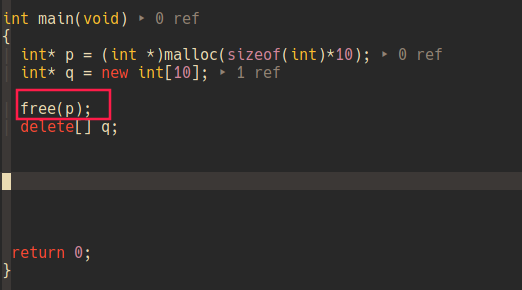 int main(void) ‣ 0 ref
{
int* p = (int *)malloc(sizeof(int)*10); ‣ 0 ref
int* q = new int[10]; ‣ 1 ref
free(p);
delete[] q;
return 0;
}